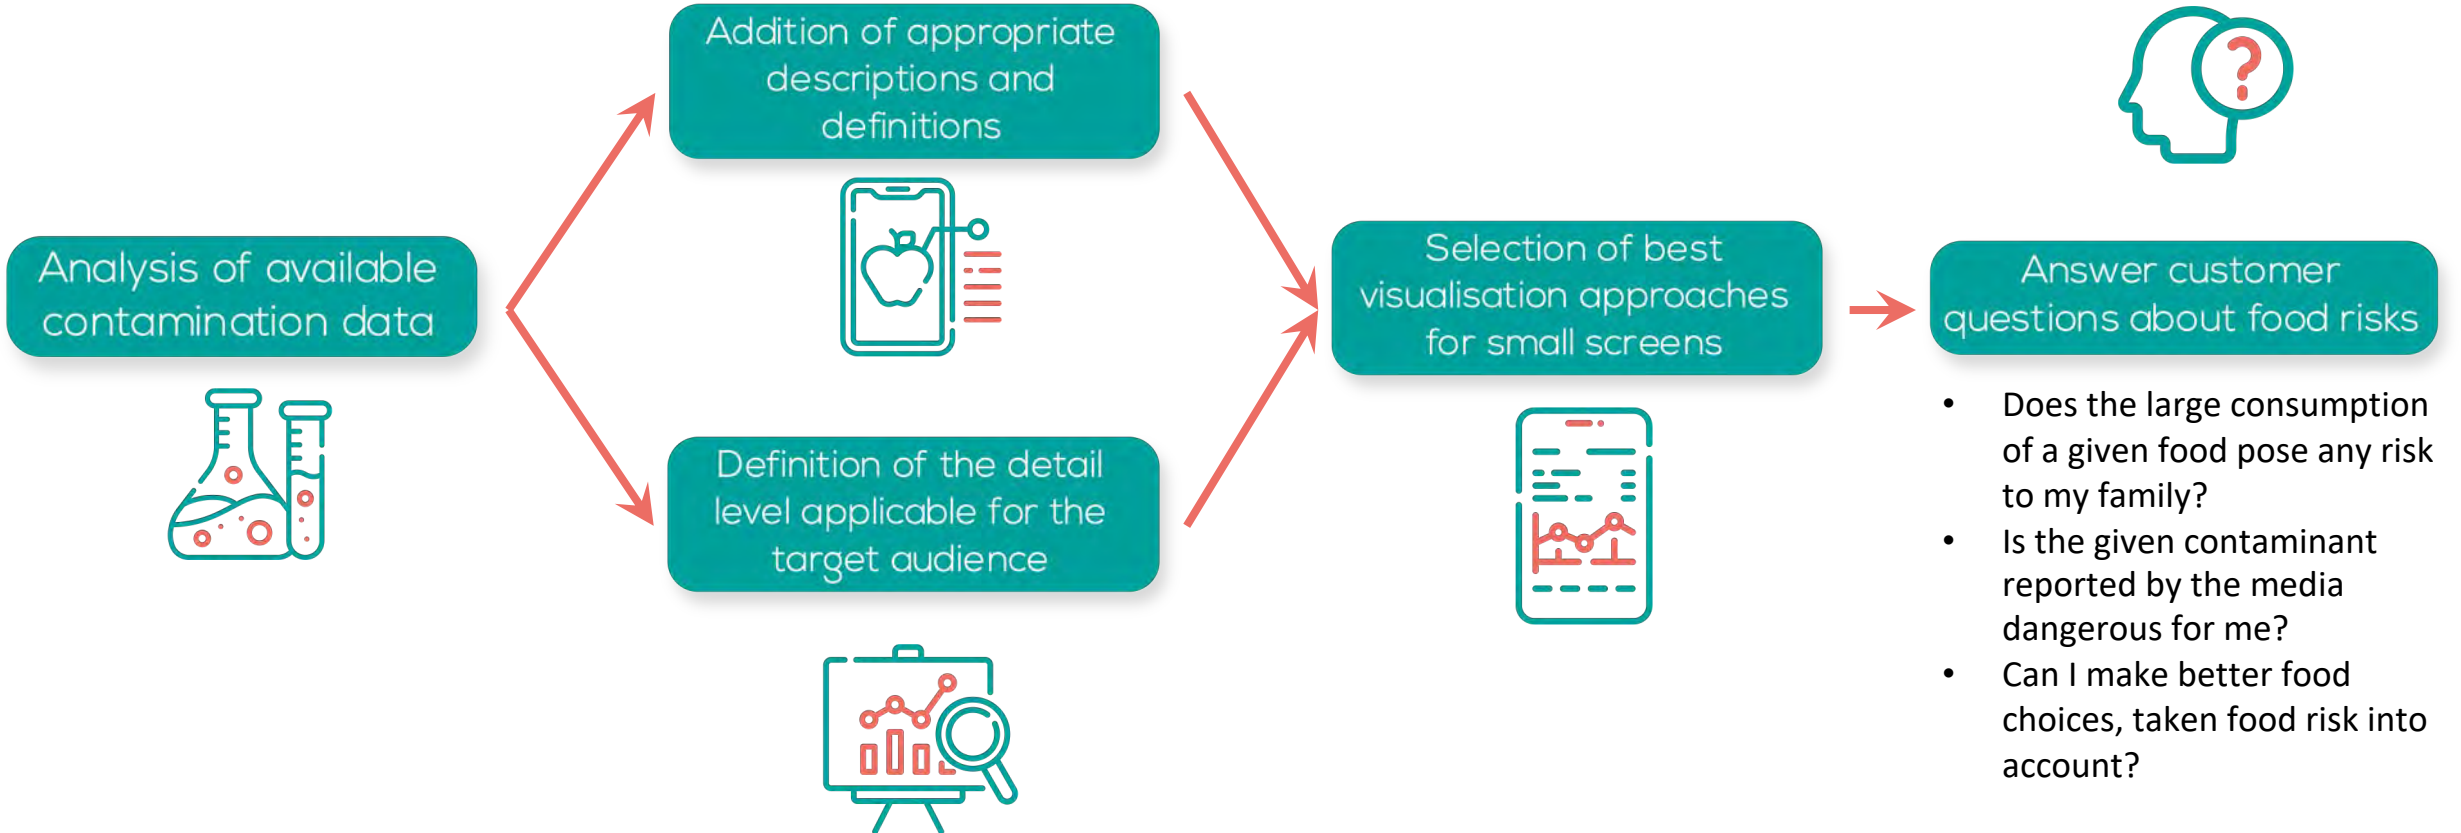 Analysis of available
contamination data
Addition of appropriate
descriptions and
definitions
Definition of the detail
level applicable for the
target audience
Selection of best
visualisation approaches
for small screens
Answer customer
questions about food risks
• Does the large consumption
of a given food pose any risk
to my family?
• Is the given contaminant
reported by the media
dangerous for me?
• Can I make better food
choices, taken food risk into
account?